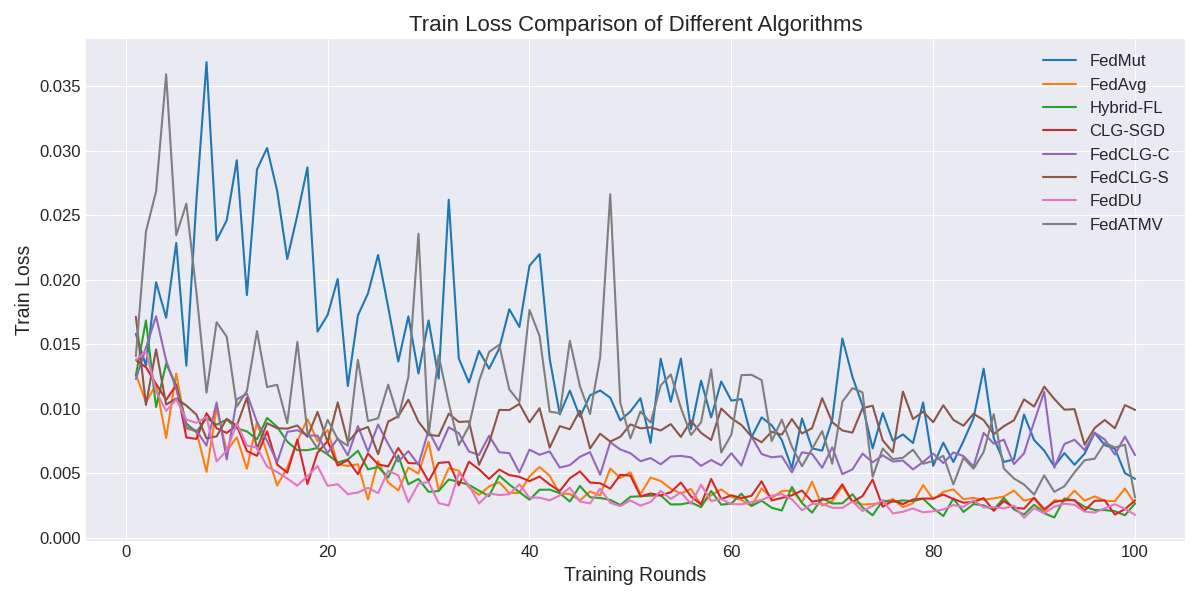 Train Loss Comparison of Different Algorithms
FedMut
FedAvg
Hybrid-FL
CLG-SGD
FedCLG-C
FedCLG-S
FedDU
FedATMV
Train Loss
0.035
0.030
0.025
0.020
0.015
0.010
0.005
0.000
0 20 40 60 80 100
Training Rounds